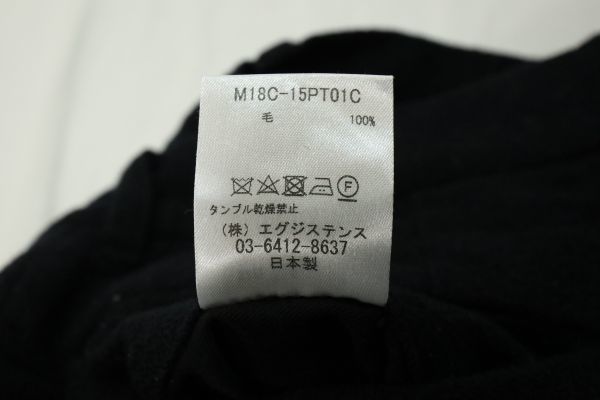 M18C-15PT01C
毛 100%
F
タンブル乾燥禁止
(株) エグジステンス
03-6412-8637
日本製